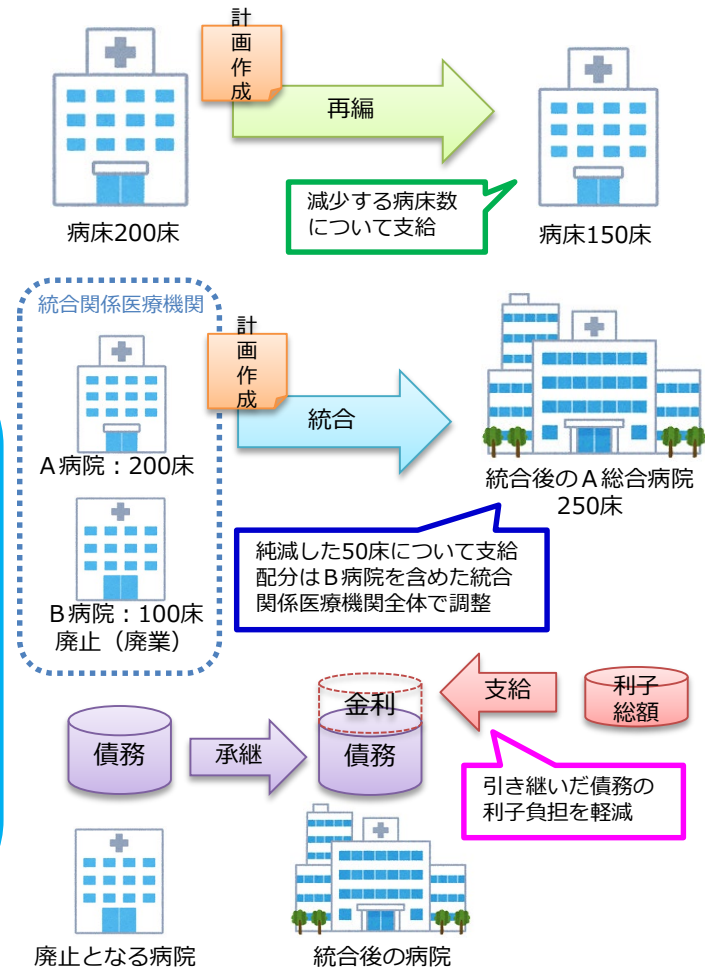 計
画
作
成
再編
減少する病床数
について支給
病床200床
病床150床
統合関係医療機関
計
画
作
成
統合
A病院：200床
統合後のA総合病院
250床
純減した50床について支給
配分はB病院を含めた統合
関係医療機関全体で調整
B病院：100床
廃止（廃業）
債務
承継
金利
債務
支給
利子
総額
引き継いだ債務の
利子負担を軽減
廃止となる病院
統合後の病院